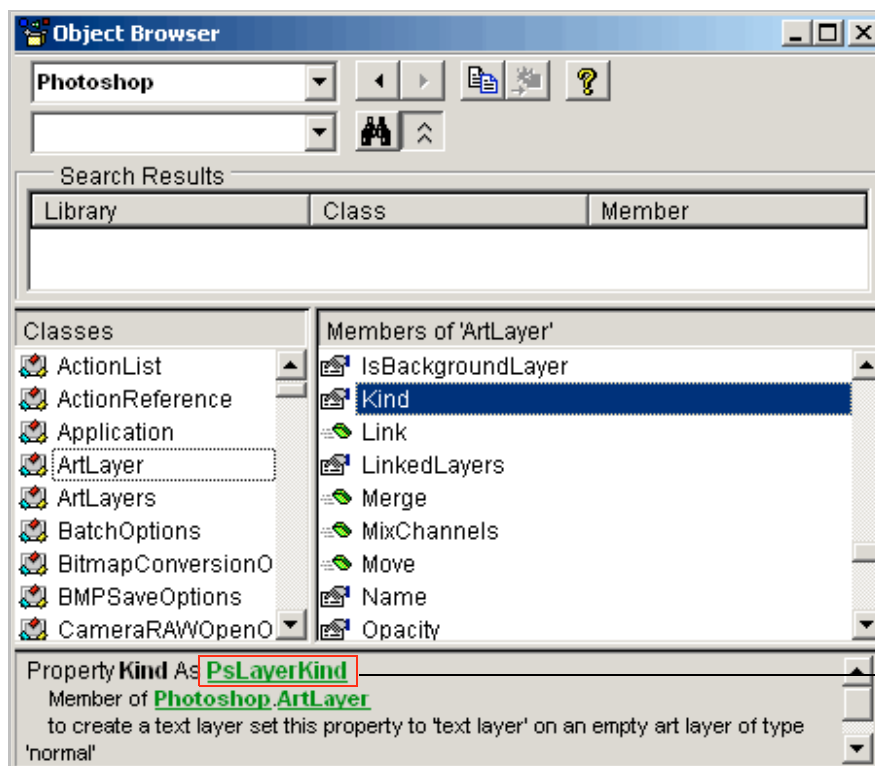 Object Browser
Photoshop
Search Results
Library Class Member
Classes
ActionList
ActionReference
Application
ArtLayer
ArtLayers
BatchOptions
BitmapConversionO
BMPSaveOptions
CameraRAWOpenO
Members of 'ArtLayer'
IsBackgroundLayer
Kind
Link
LinkedLayers
Merge
MixChannels
Move
Name
Opacity
Property Kind As PsLayerKind
Member of Photoshop.ArtLayer
to create a text layer set this property to 'text layer' on an empty art layer of type
'normal'